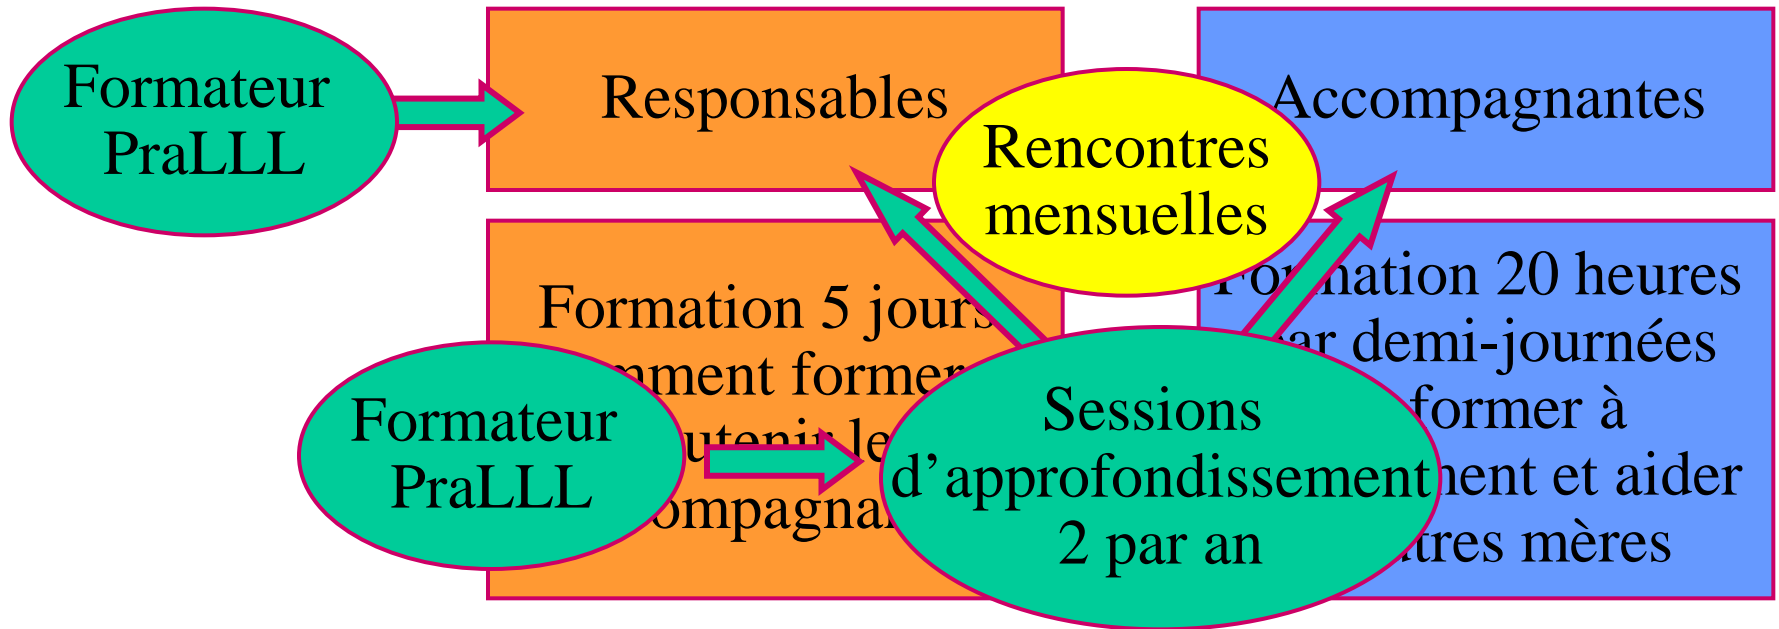 Formateur
PraLLL
Responsables
Rencontres
mensuelles
Accompagnantes
Formation 5 jours
former
Formateur
PraLLL
Sessions
d’approfondissement
2 par an
Formation 20 heures
demi-journées
former à
et aider
mères